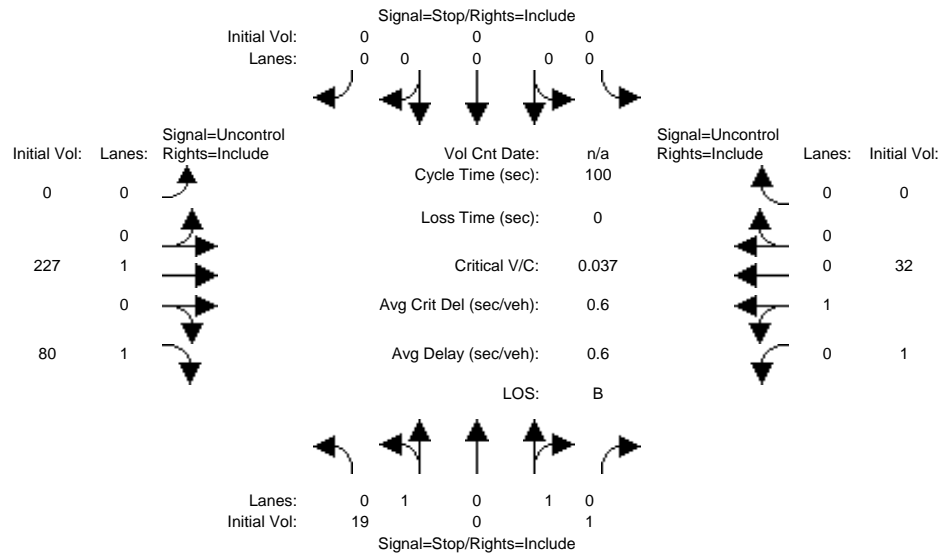 Signal=Stop/Rights=Include
Initial Vol: 0 0 0
Lanes: 0 0 0 0 0
Signal=Uncontrol
Initial Vol: Lanes: Rights=Include
Vol Cnt Date: n/a
Signal=Uncontrol
Rights=Include Lanes: Initial Vol:
Cycle Time (sec): 100
0 0
0 0
Loss Time (sec): 0
0
0
227 1
Critical V/C: 0.037
0 32
0
Avg Crit Del (sec/veh): 0.6
1
80 1
Avg Delay (sec/veh): 0.6
0 1
LOS: B
Lanes: 0 1 0 1 0
Initial Vol: 19 0 1
Signal=Stop/Rights=Include